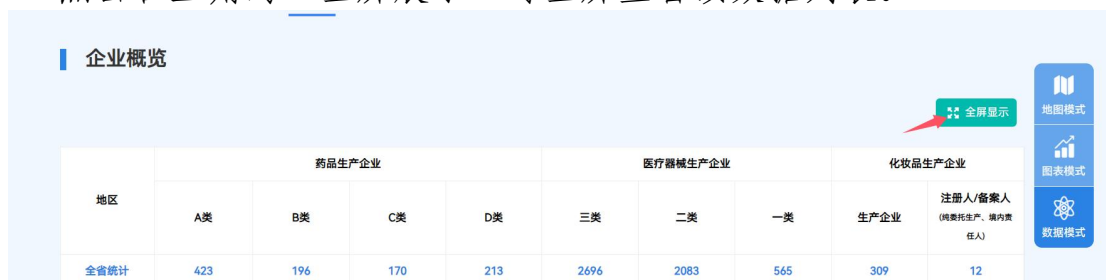 企业概览
全屏显示
地图模式
图表模式
数据模式
地区 药品生产企业 医疗器械生产企业 化妆品生产企业
A类 B类 C类 D类 三类 二类 一类 生产企业 注册人/备案人
(纯委托生产、境内责
任人)
全省统计 423 196 170 213 2696 2083 565 309 12